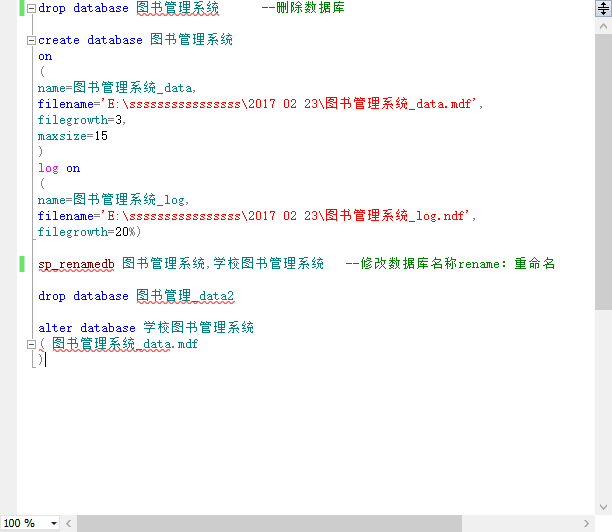 drop database 图书管理系统 --删除数据库
create database 图书管理系统
on
(
name=图书管理系统_data,
filename='E:\ssssssssssssssss\2017 02 23\图书管理系统_data.mdf',
filegrowth=3,
maxsize=15
)
log on
(
name=图书管理系统_log,
filename='E:\ssssssssssssssss\2017 02 23\图书管理系统_log.ndf',
filegrowth=20%)
sp_renamedb 图书管理系统,学校图书管理系统 --修改数据库名称rename：重命名
drop database 图书管理_data2
alter database 学校图书管理系统
( 图书管理系统_data.mdf
)
100 %